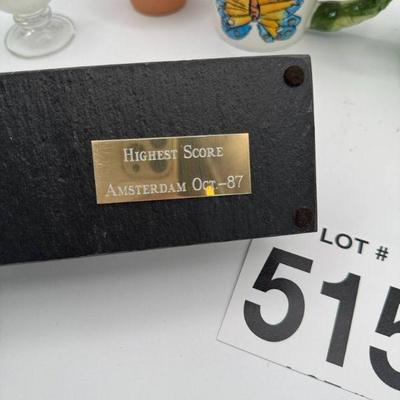 HIGHEST SCORE
AMSTERDAM OCT-87
LOT #
515